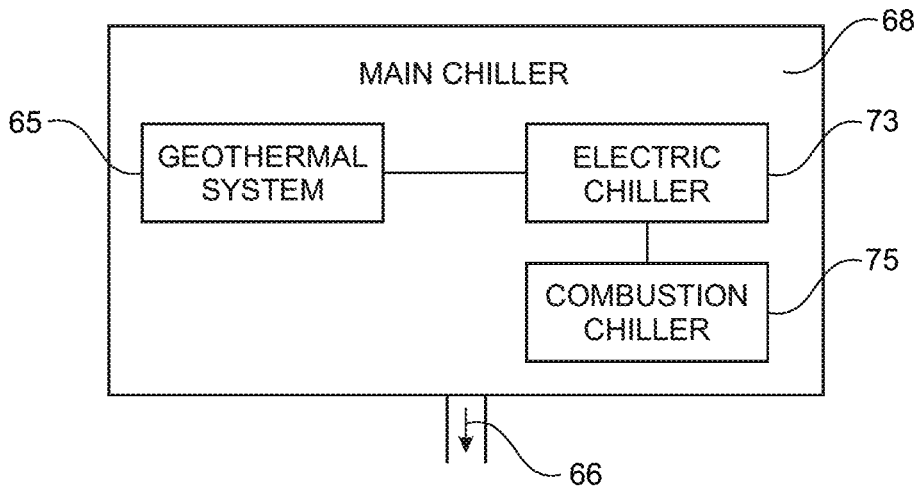 68
MAIN CHILLER
65
GEOTHERMAL
SYSTEM
ELECTRIC
CHILLER
73
COMBUSTION
CHILLER
75
66